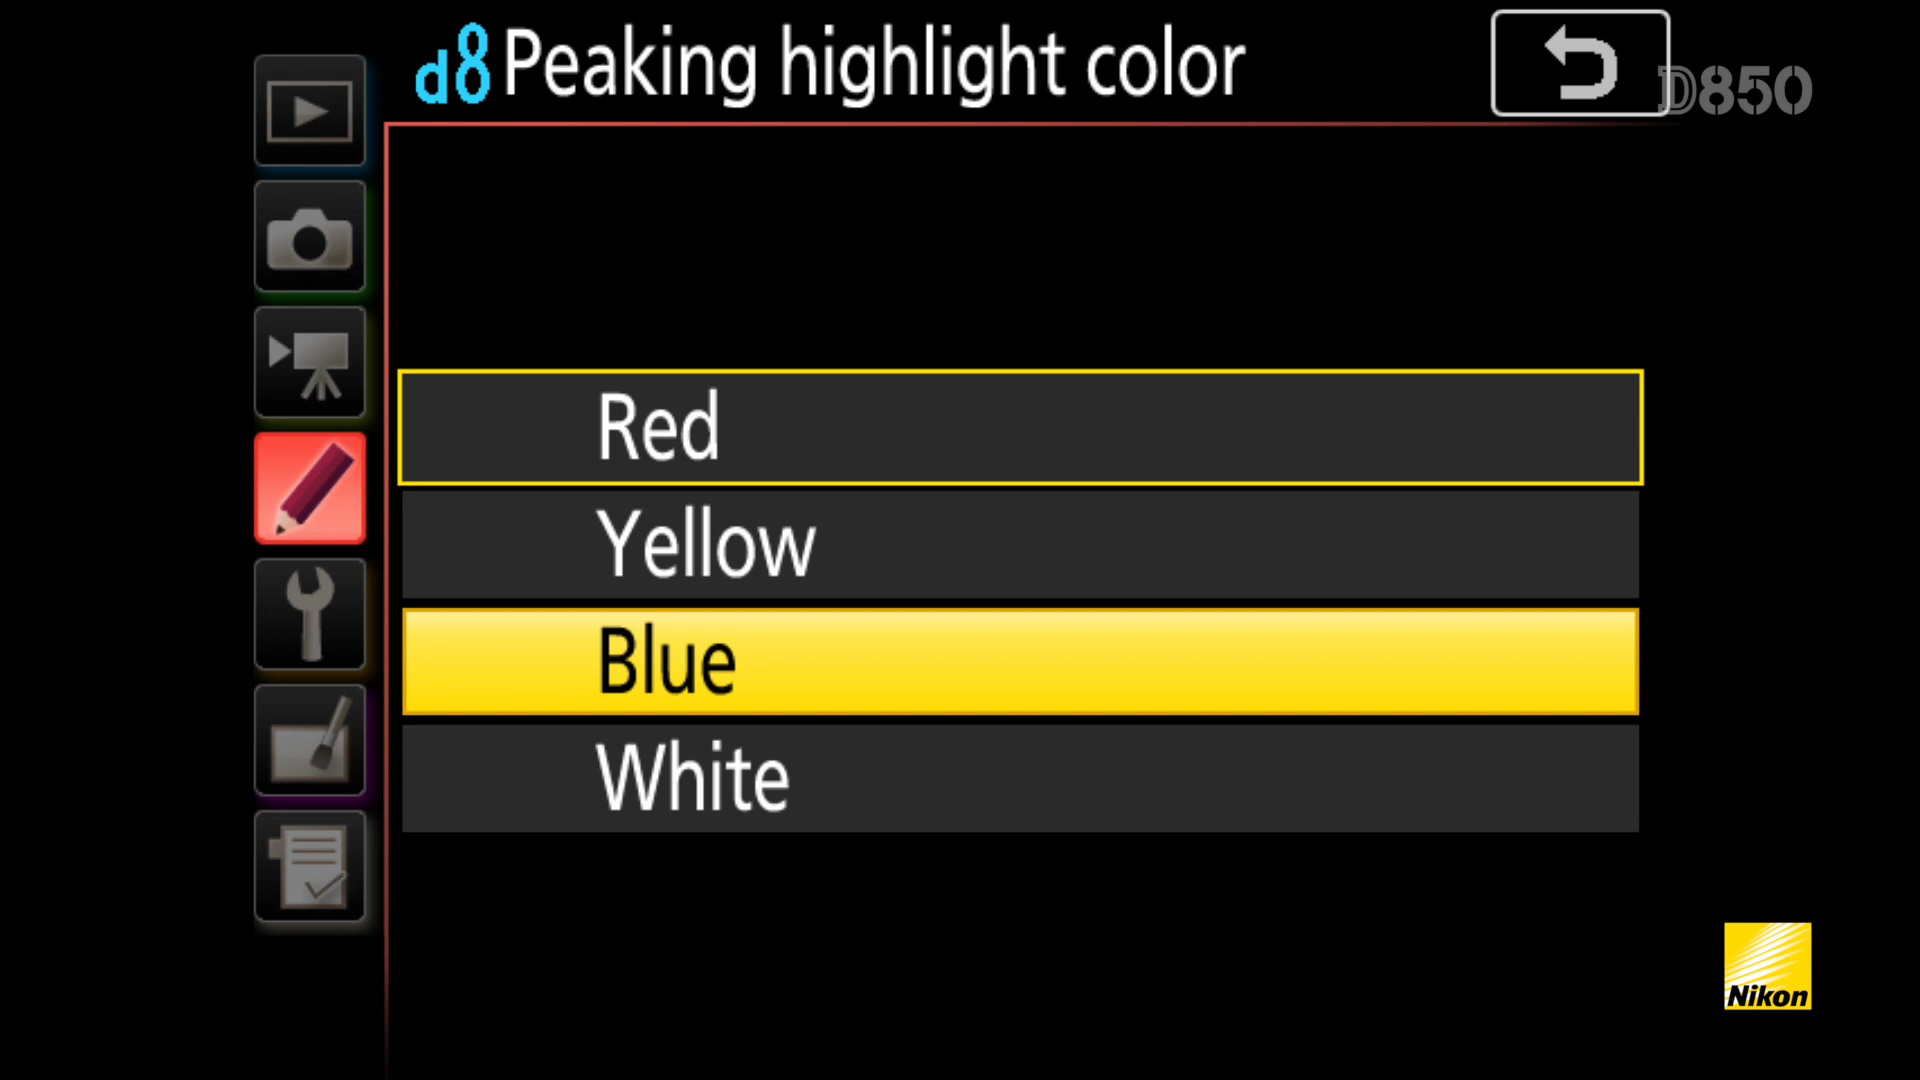 d8 Peaking highlight color
D850
Red
Yellow
Blue
White
Nikon